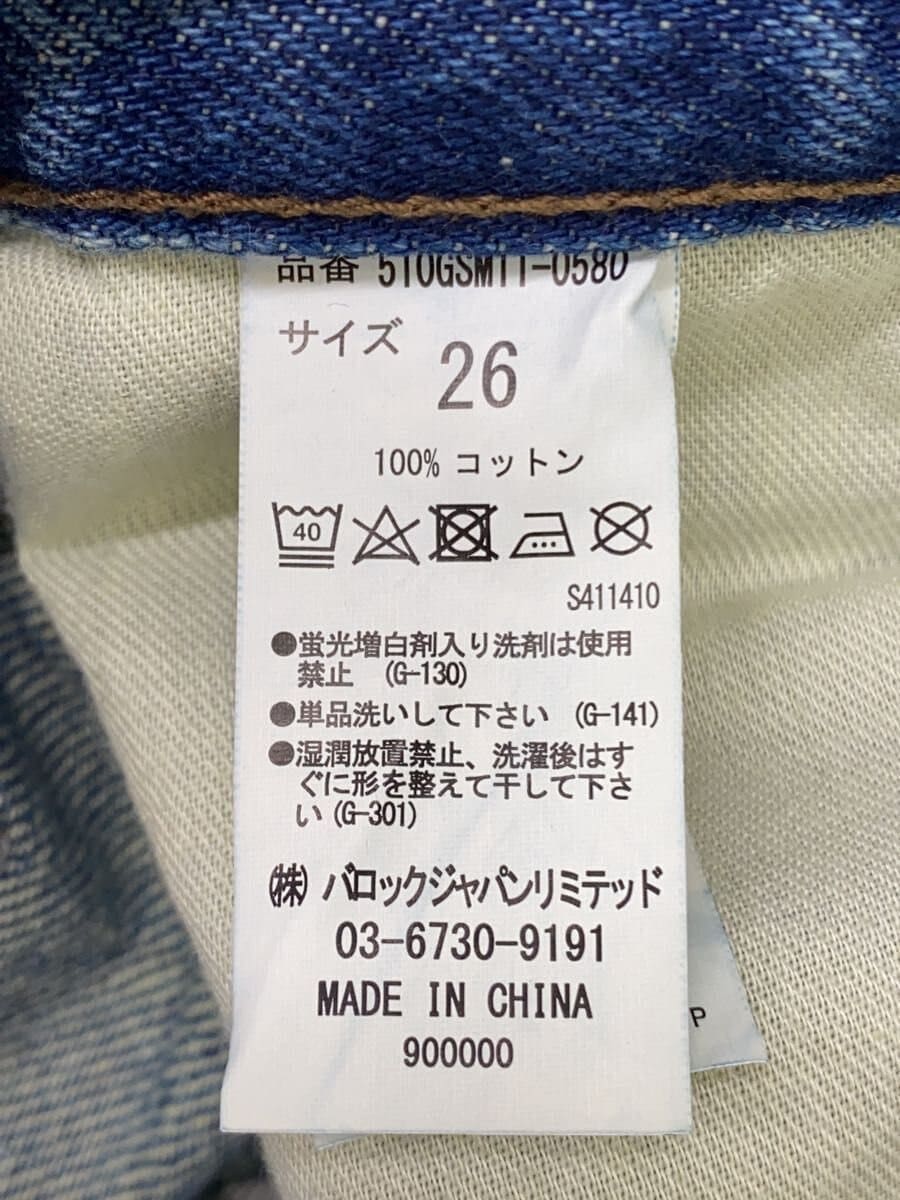 品番 510GSM11-0580
サイズ 26
100% コットン
40
S411410
●蛍光増白剤入り洗剤は使用
禁止 (G-130)
●単品洗いして下さい (G-141)
●湿潤放置禁止、洗濯後はす
ぐに形を整えて干して下さ
い (G-301)
㈱ バロックジャパンリミテッド
03-6730-9191
MADE IN CHINA
900000
P